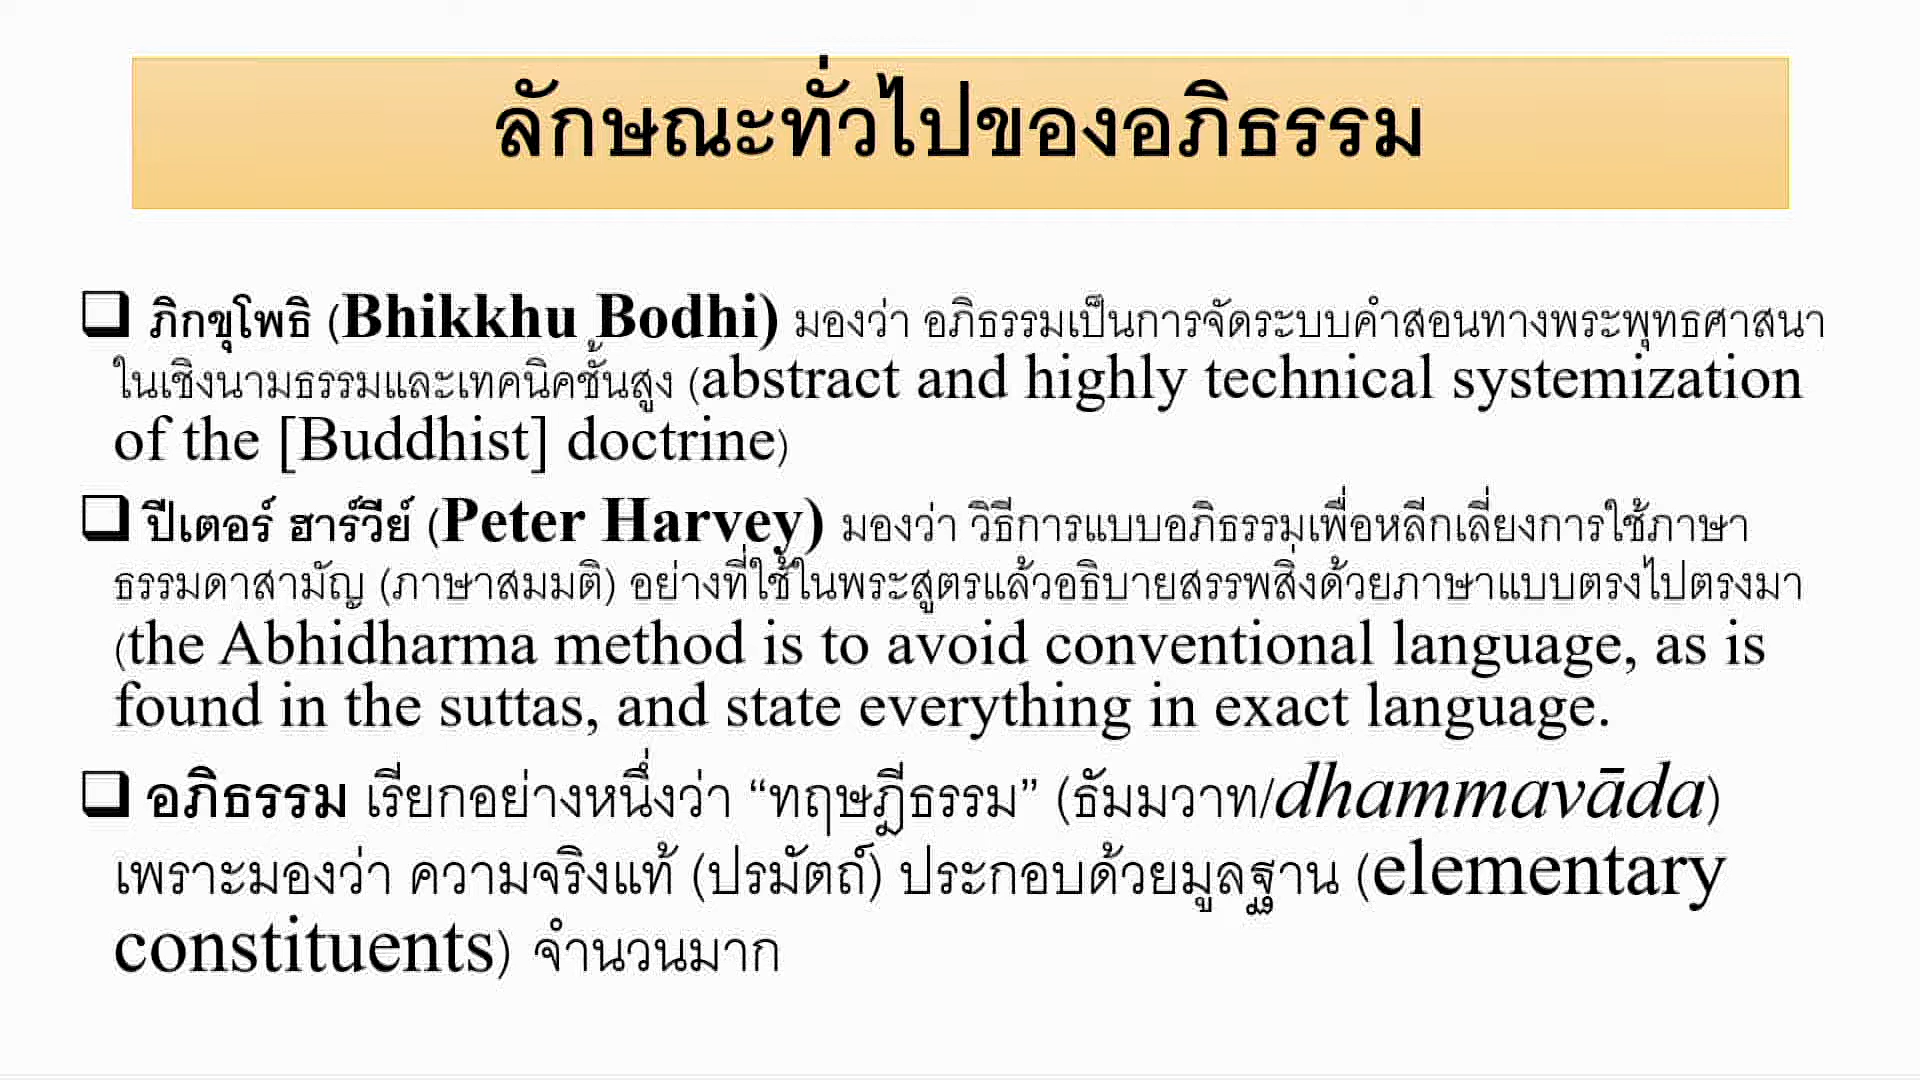 ลักษณะทั่วไปของอภิธรรม
❑ ภิกขุโพธิ (Bhikkhu Bodhi) มองว่า อภิธรรมเป็นการจัดระบบคำสอนทางพระพุทธศาสนา
ในเชิงนามธรรมและเทคนิคชั้นสูง (abstract and highly technical systemization
of the [Buddhist] doctrine)
❑ ปีเตอร์ ฮาร์วีย์ (Peter Harvey) มองว่า วิธีการแบบอภิธรรมเพื่อหลีกเลี่ยงการใช้ภาษา
ธรรมดาสามัญ (ภาษาสมมติ) อย่างที่ใช้ในพระสูตรแล้วอธิบายสรรพสิ่งด้วยภาษาแบบตรงไปตรงมา
(the Abhidharma method is to avoid conventional language, as is
found in the suttas, and state everything in exact language.
❑ อภิธรรม เรียกอย่างหนึ่งว่า “ทฤษฎีธรรม” (ธัมมวาท/dhammavāda)
เพราะมองว่า ความจริงแท้ (ปรมัตถ์) ประกอบด้วยมูลฐาน (elementary
constituents) จำนวนมาก